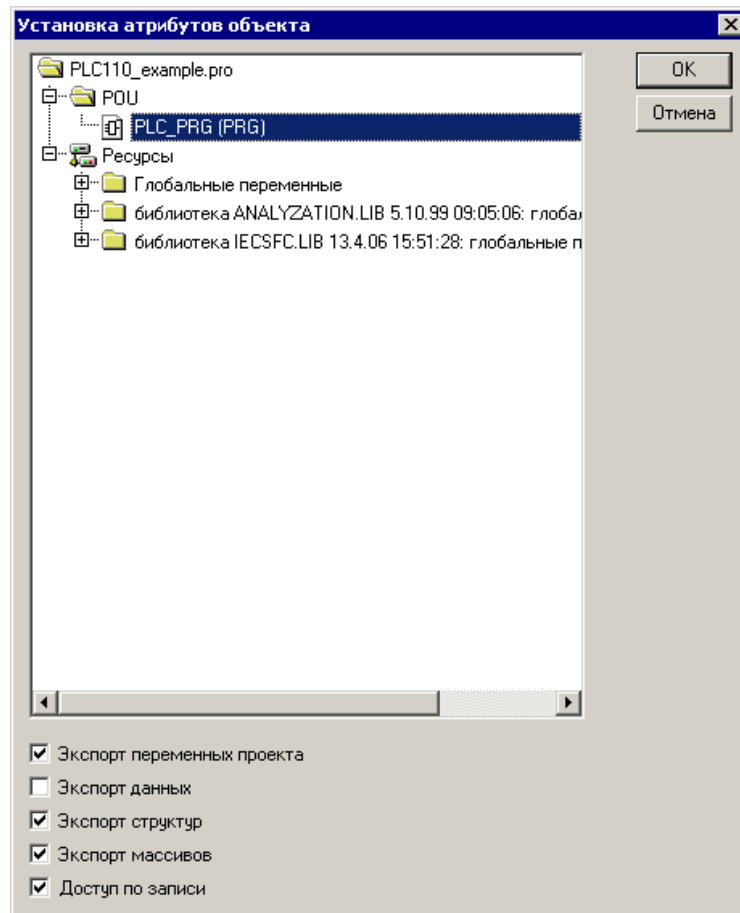 Установка атрибутов объекта
PLC110_example.pro
OK
POU
Отмена
PLC_PRG (PRG)
Ресурсы
Глобальные переменные
библиотека ANALYZATION.LIB 5.10.99 09:05:06: глобал
библиотека IECSFC.LIB 13.4.06 15:51:28: глобальные п
Экспорт переменных проекта
Экспорт данных
Экспорт структур
Экспорт массивов
Доступ по записи